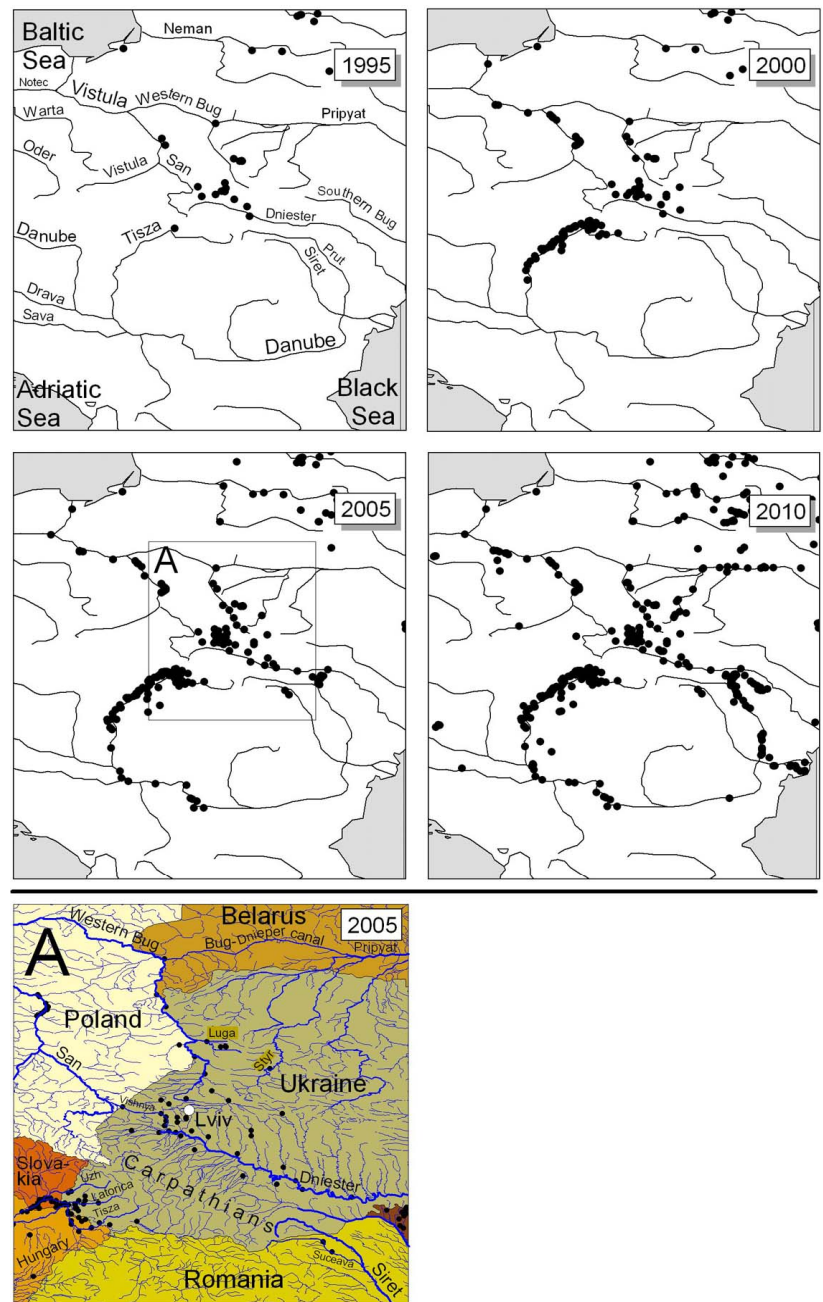 Baltic
Sea
Neman
1995
Notec
Vistula
Western Bug
Warta
Pripyat
Oder
Vistula
San
Southern Bug
Danube
Tisza
Dniester
Prut
Siret
Drava
Sava
Danube
Adriatic
Sea
Black
Sea
2000
2005
A
2010
A
Western Bug
Belarus
2005
Bug-Dnieper canal
Pripyat
Poland
Luga
San
Styr
Ukraine
Vishnya
Lviv
Slova-
kia
Uzh
Latorica
Tisza
Carpathians
Dniester
Hungary
Suceava
Romania
Siret